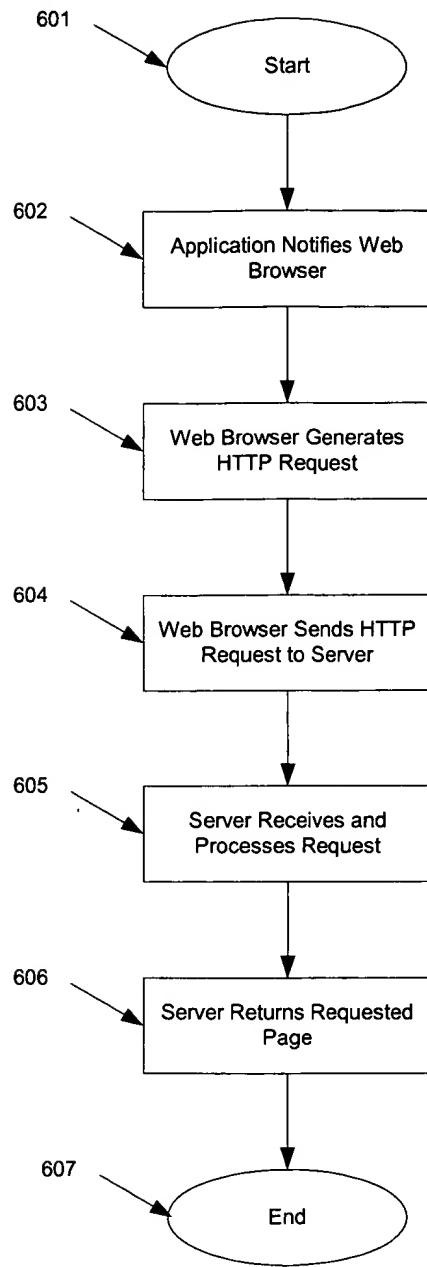 601
Start
602
Application Notifies Web
Browser
603
Web Browser Generates
HTTP Request
604
Web Browser Sends HTTP
Request to Server
605
Server Receives and
Processes Request
606
Server Returns Requested
Page
607
End